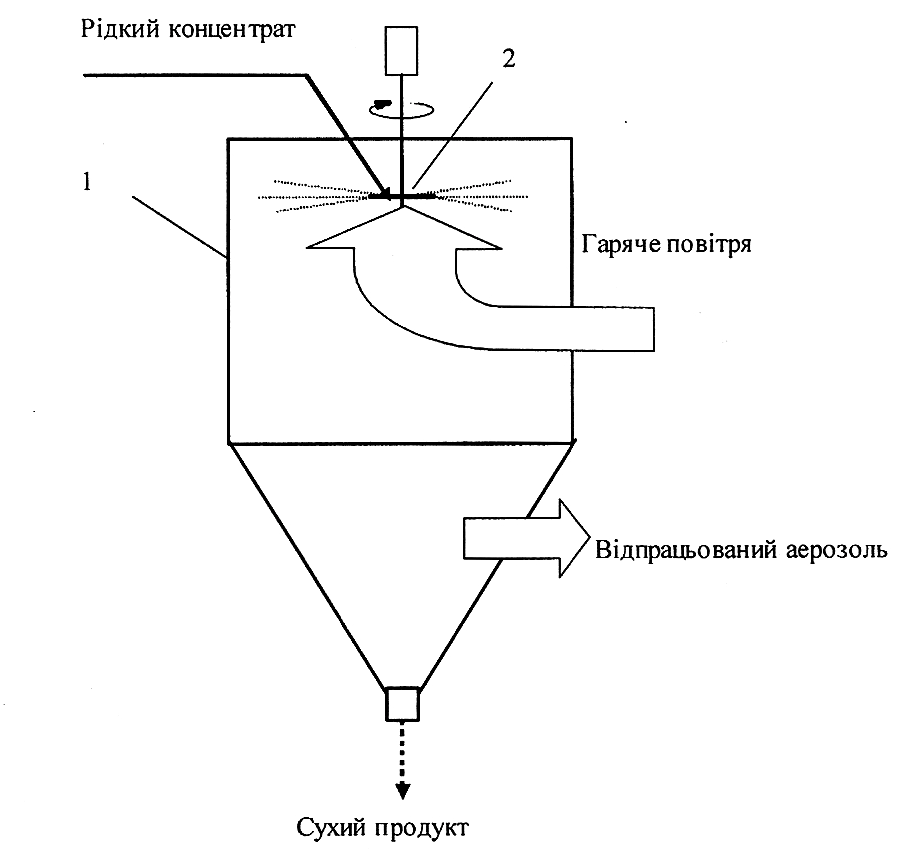 Рідкий концентрат
2
1
Гаряче повітря
Відпрацьований аерозоль
Сухий продукт